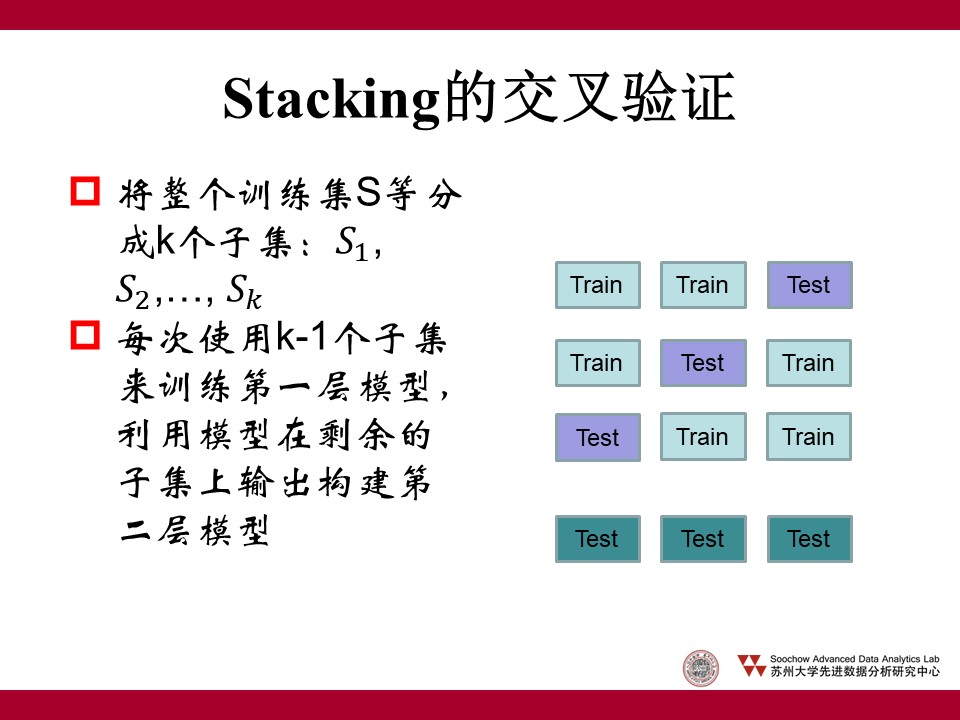 Stacking的交叉验证
将整个训练集S等分
成k个子集：S₁,
S₂,…, Sₖ
每次使用k-1个子集
来训练第一层模型，
利用模型在剩余的
子集上输出构建第
二层模型
Train Train Test
Train Test Train
Test Train Train
Test Test Test
Soochow Advanced Data Analytics Lab
苏州大学先进数据分析研究中心